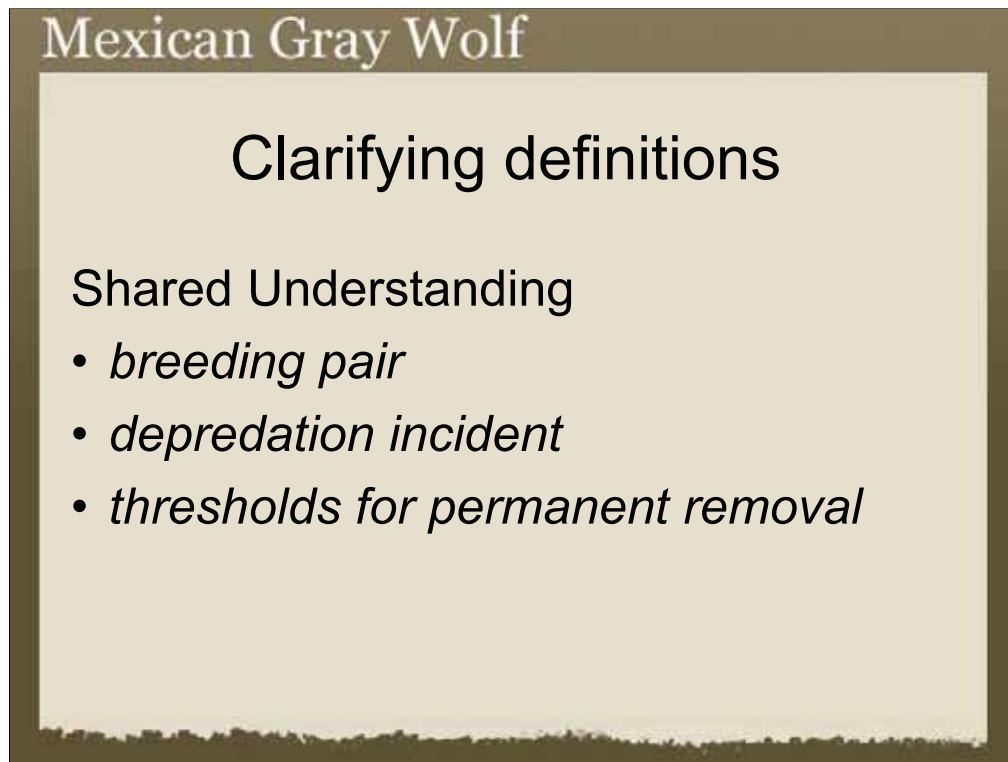 Mexican Gray Wolf
Clarifying definitions
Shared Understanding
• breeding pair
• depredation incident
• thresholds for permanent removal